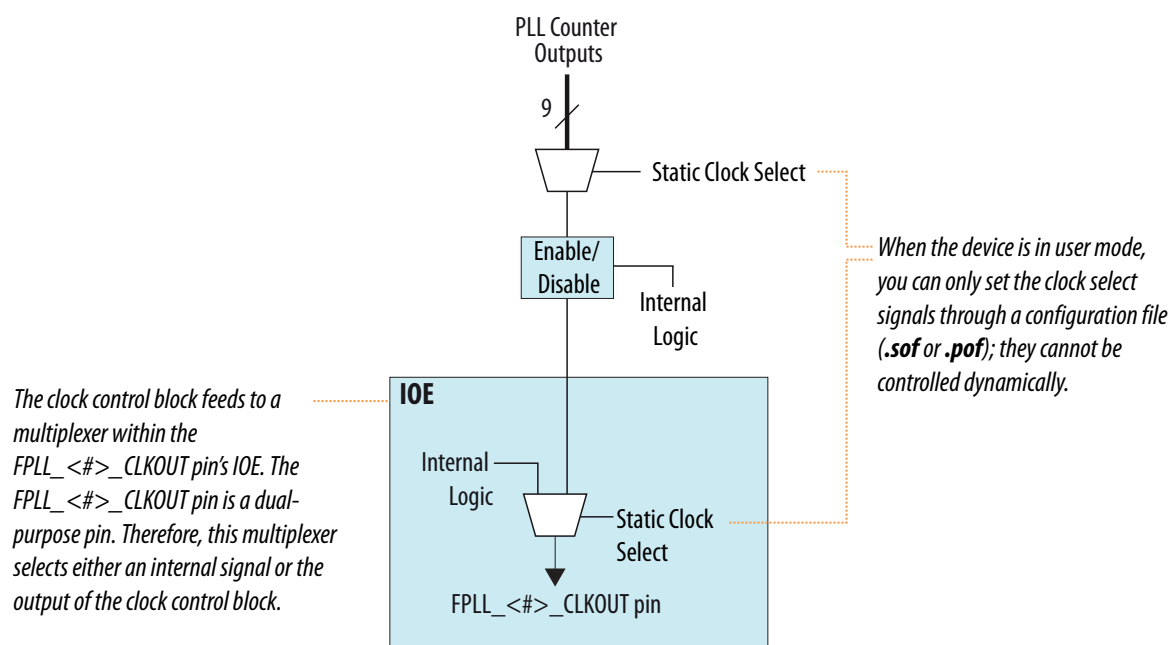 PLL Counter
Outputs
9
Static Clock Select
Enable/
Disable
Internal
Logic
When the device is in user mode,
you can only set the clock select
signals through a configuration file
(.sof or .pof); they cannot be
controlled dynamically.
The clock control block feeds to a
multiplexer within the
FPLL_<#>_CLKOUT pin's IOE. The
FPLL_<#>_CLKOUT pin is a dual-
purpose pin. Therefore, this multiplexer
selects either an internal signal or the
output of the clock control block.
IOE
Internal
Logic
Static Clock
Select
FPLL_<#>_CLKOUT pin